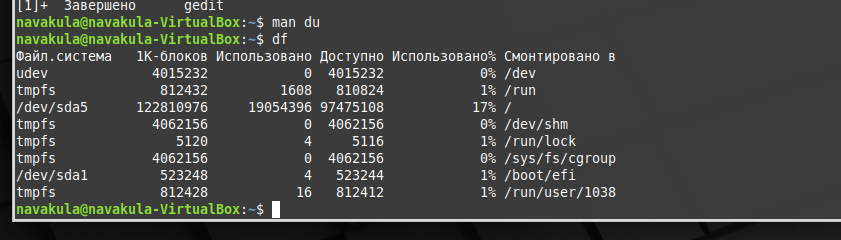 [1]+  Завершено      gedit
navakula@navakula-VirtualBox:~$ man du
navakula@navakula-VirtualBox:~$ df
Файл.система   1K-блоков Использовано Доступно Использовано% Смонтировано в
udev             4015232            0  4015232            0% /dev
tmpfs             812432         1608   810824            1% /run
/dev/sda5      122810976     19054396 97475108           17% /
tmpfs            4062156            0  4062156            0% /dev/shm
tmpfs               5120            4     5116            1% /run/lock
tmpfs            4062156            0  4062156            0% /sys/fs/cgroup
/dev/sda1         523248            4   523244            1% /boot/efi
tmpfs             812428           16   812412            1% /run/user/1038
navakula@navakula-VirtualBox:~$